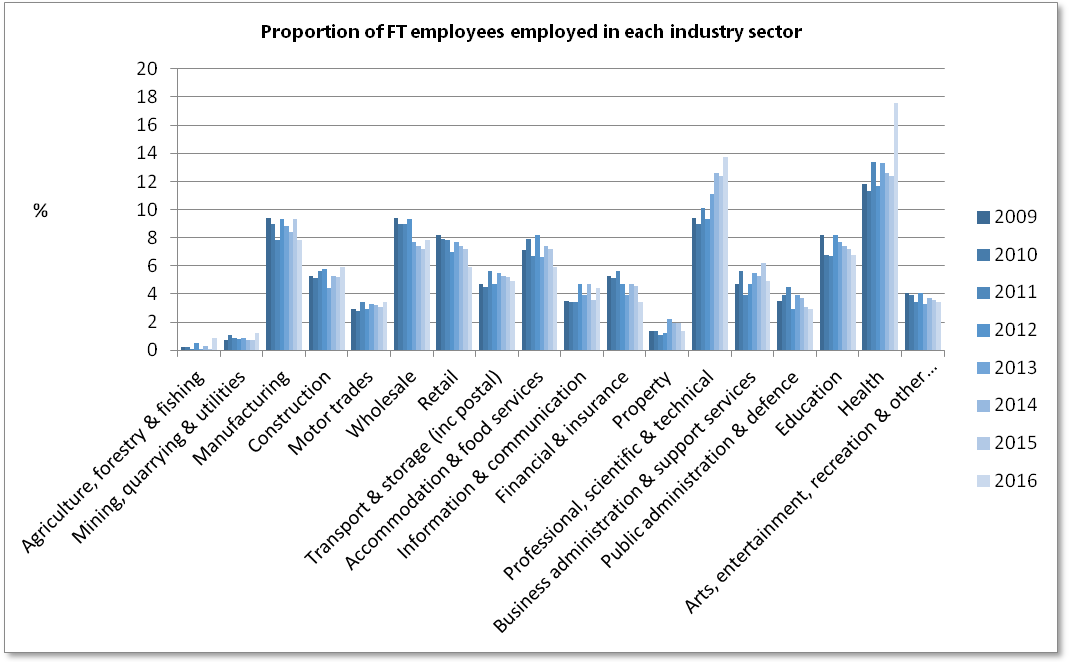 Proportion of FT employees employed in each industry sector
%
20
18
16
14
12
10
8
6
4
2
0
Agriculture, forestry & fishing
Mining, quarrying & utilities
Manufacturing
Construction
Motor trades
Wholesale
Retail
Transport & storage (inc postal)
Accommodation & food services
Information & communication
Financial & insurance
Property
Professional, scientific & technical
Business administration & support services
Public administration & defence
Education
Health
Arts, entertainment, recreation & other...
2009
2010
2011
2012
2013
2014
2015
2016